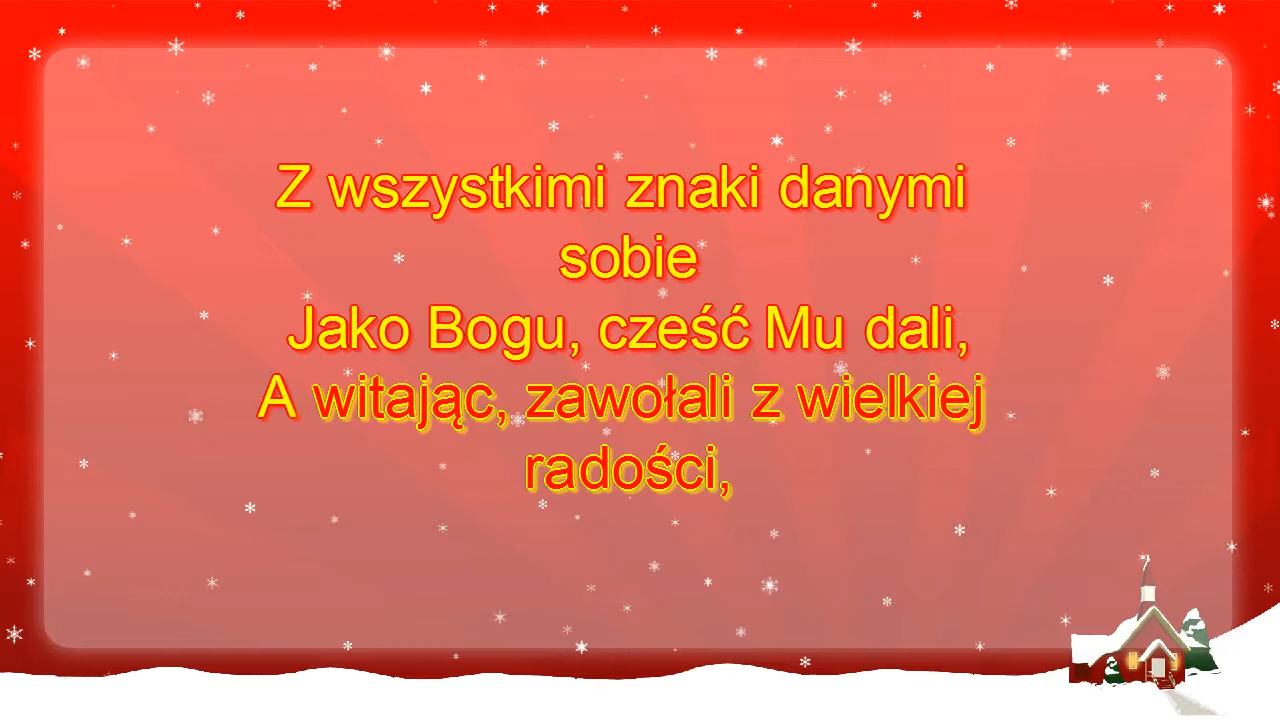 Z wszystkimi znaki danymi
sobie
Jako Bogu, cześć Mu dali,
A witając, zawołali z wielkiej
radości,